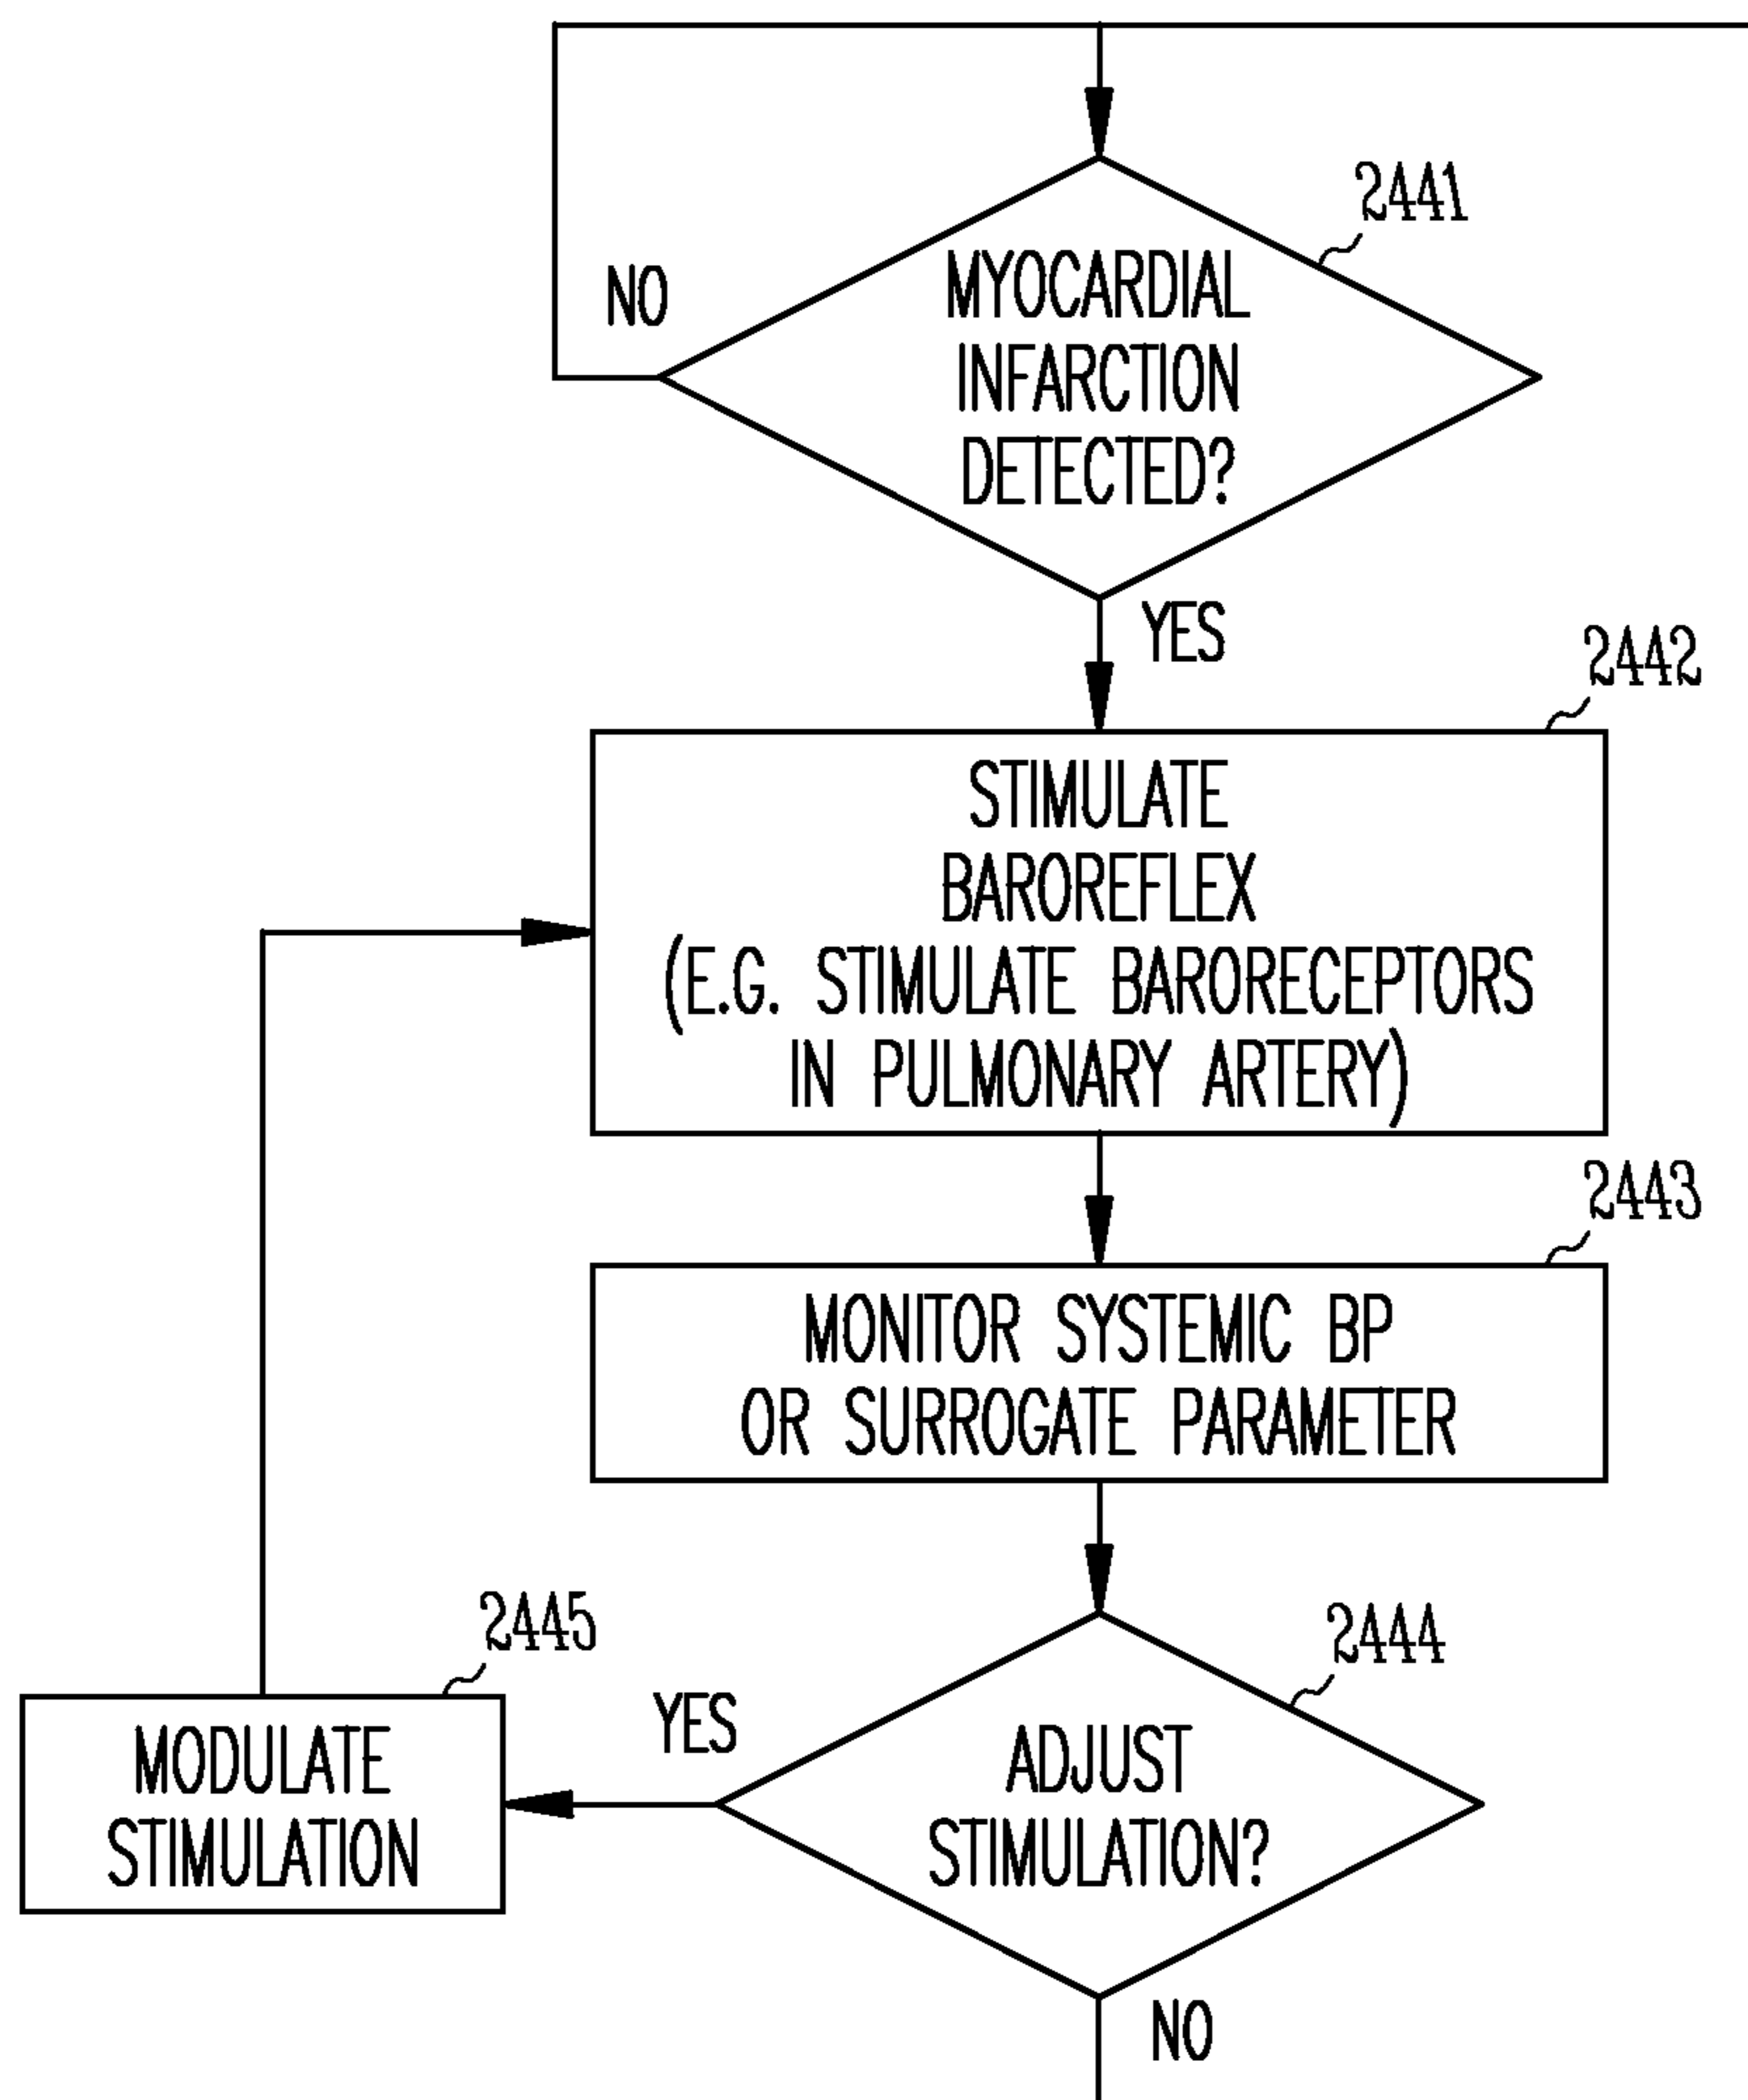 2441
NO
MYOCARDIAL
INFARCTION
DETECTED?
YES
2442
STIMULATE
BAROREFLEX
(E.G. STIMULATE BARORECEPTORS
IN PULMONARY ARTERY)
2443
MONITOR SYSTEMIC BP
OR SURROGATE PARAMETER
2445
2444
YES
MODULATE
STIMULATION
ADJUST
STIMULATION?
NO